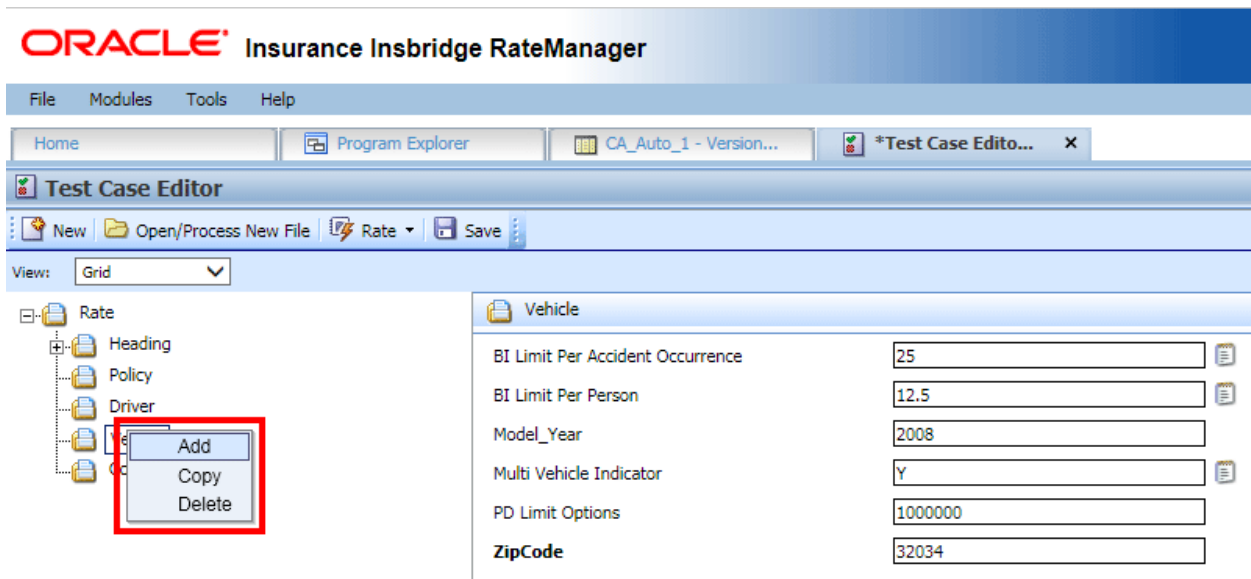 ORACLE Insurance Insbridge RateManager
File Modules Tools Help
Home Program Explorer CA_Auto_1 - Version... *Test Case Edito... ×
Test Case Editor
New Open/Process New File Rate Save
View: Grid
Rate
Heading
Policy
Driver
Add
Copy
Delete
Vehicle
BI Limit Per Accident Occurrence 25
BI Limit Per Person 12.5
Model_Year 2008
Multi Vehicle Indicator Y
PD Limit Options 1000000
ZipCode 32034